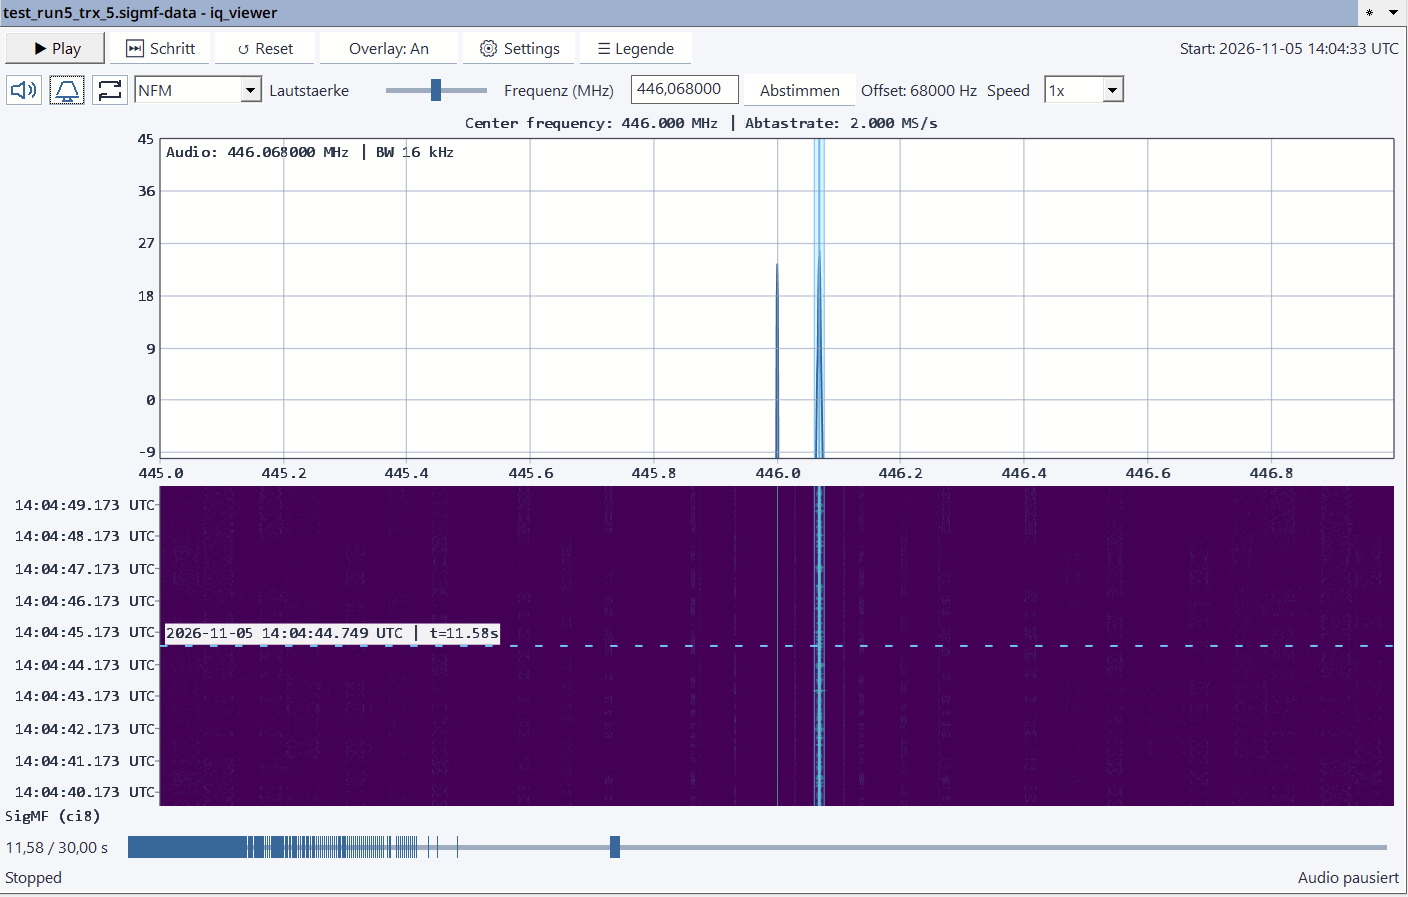 test_run5_trx_5.sigmf-data - iq_viewer
Play Schritt Reset Overlay: An Settings Legende Start: 2026-11-05 14:04:33 UTC
NFM Lautstaerke Frequenz (MHz) 446,068000 Abstimmen Offset: 68000 Hz Speed 1x
Center frequency: 446.000 MHz | Abtastrate: 2.000 MS/s
45
Audio: 446.068000 MHz | BW 16 kHz
36
27
18
9
0
-9
445.0 445.2 445.4 445.6 445.8 446.0 446.2 446.4 446.6 446.8
14:04:49.173 UTC
14:04:48.173 UTC
14:04:47.173 UTC
14:04:46.173 UTC
14:04:45.173 UTC
2026-11-05 14:04:44.749 UTC | t=11.58s
14:04:44.173 UTC
14:04:43.173 UTC
14:04:42.173 UTC
14:04:41.173 UTC
14:04:40.173 UTC
SigMF (ci8)
11,58 / 30,00 s
Stopped Audio pausiert